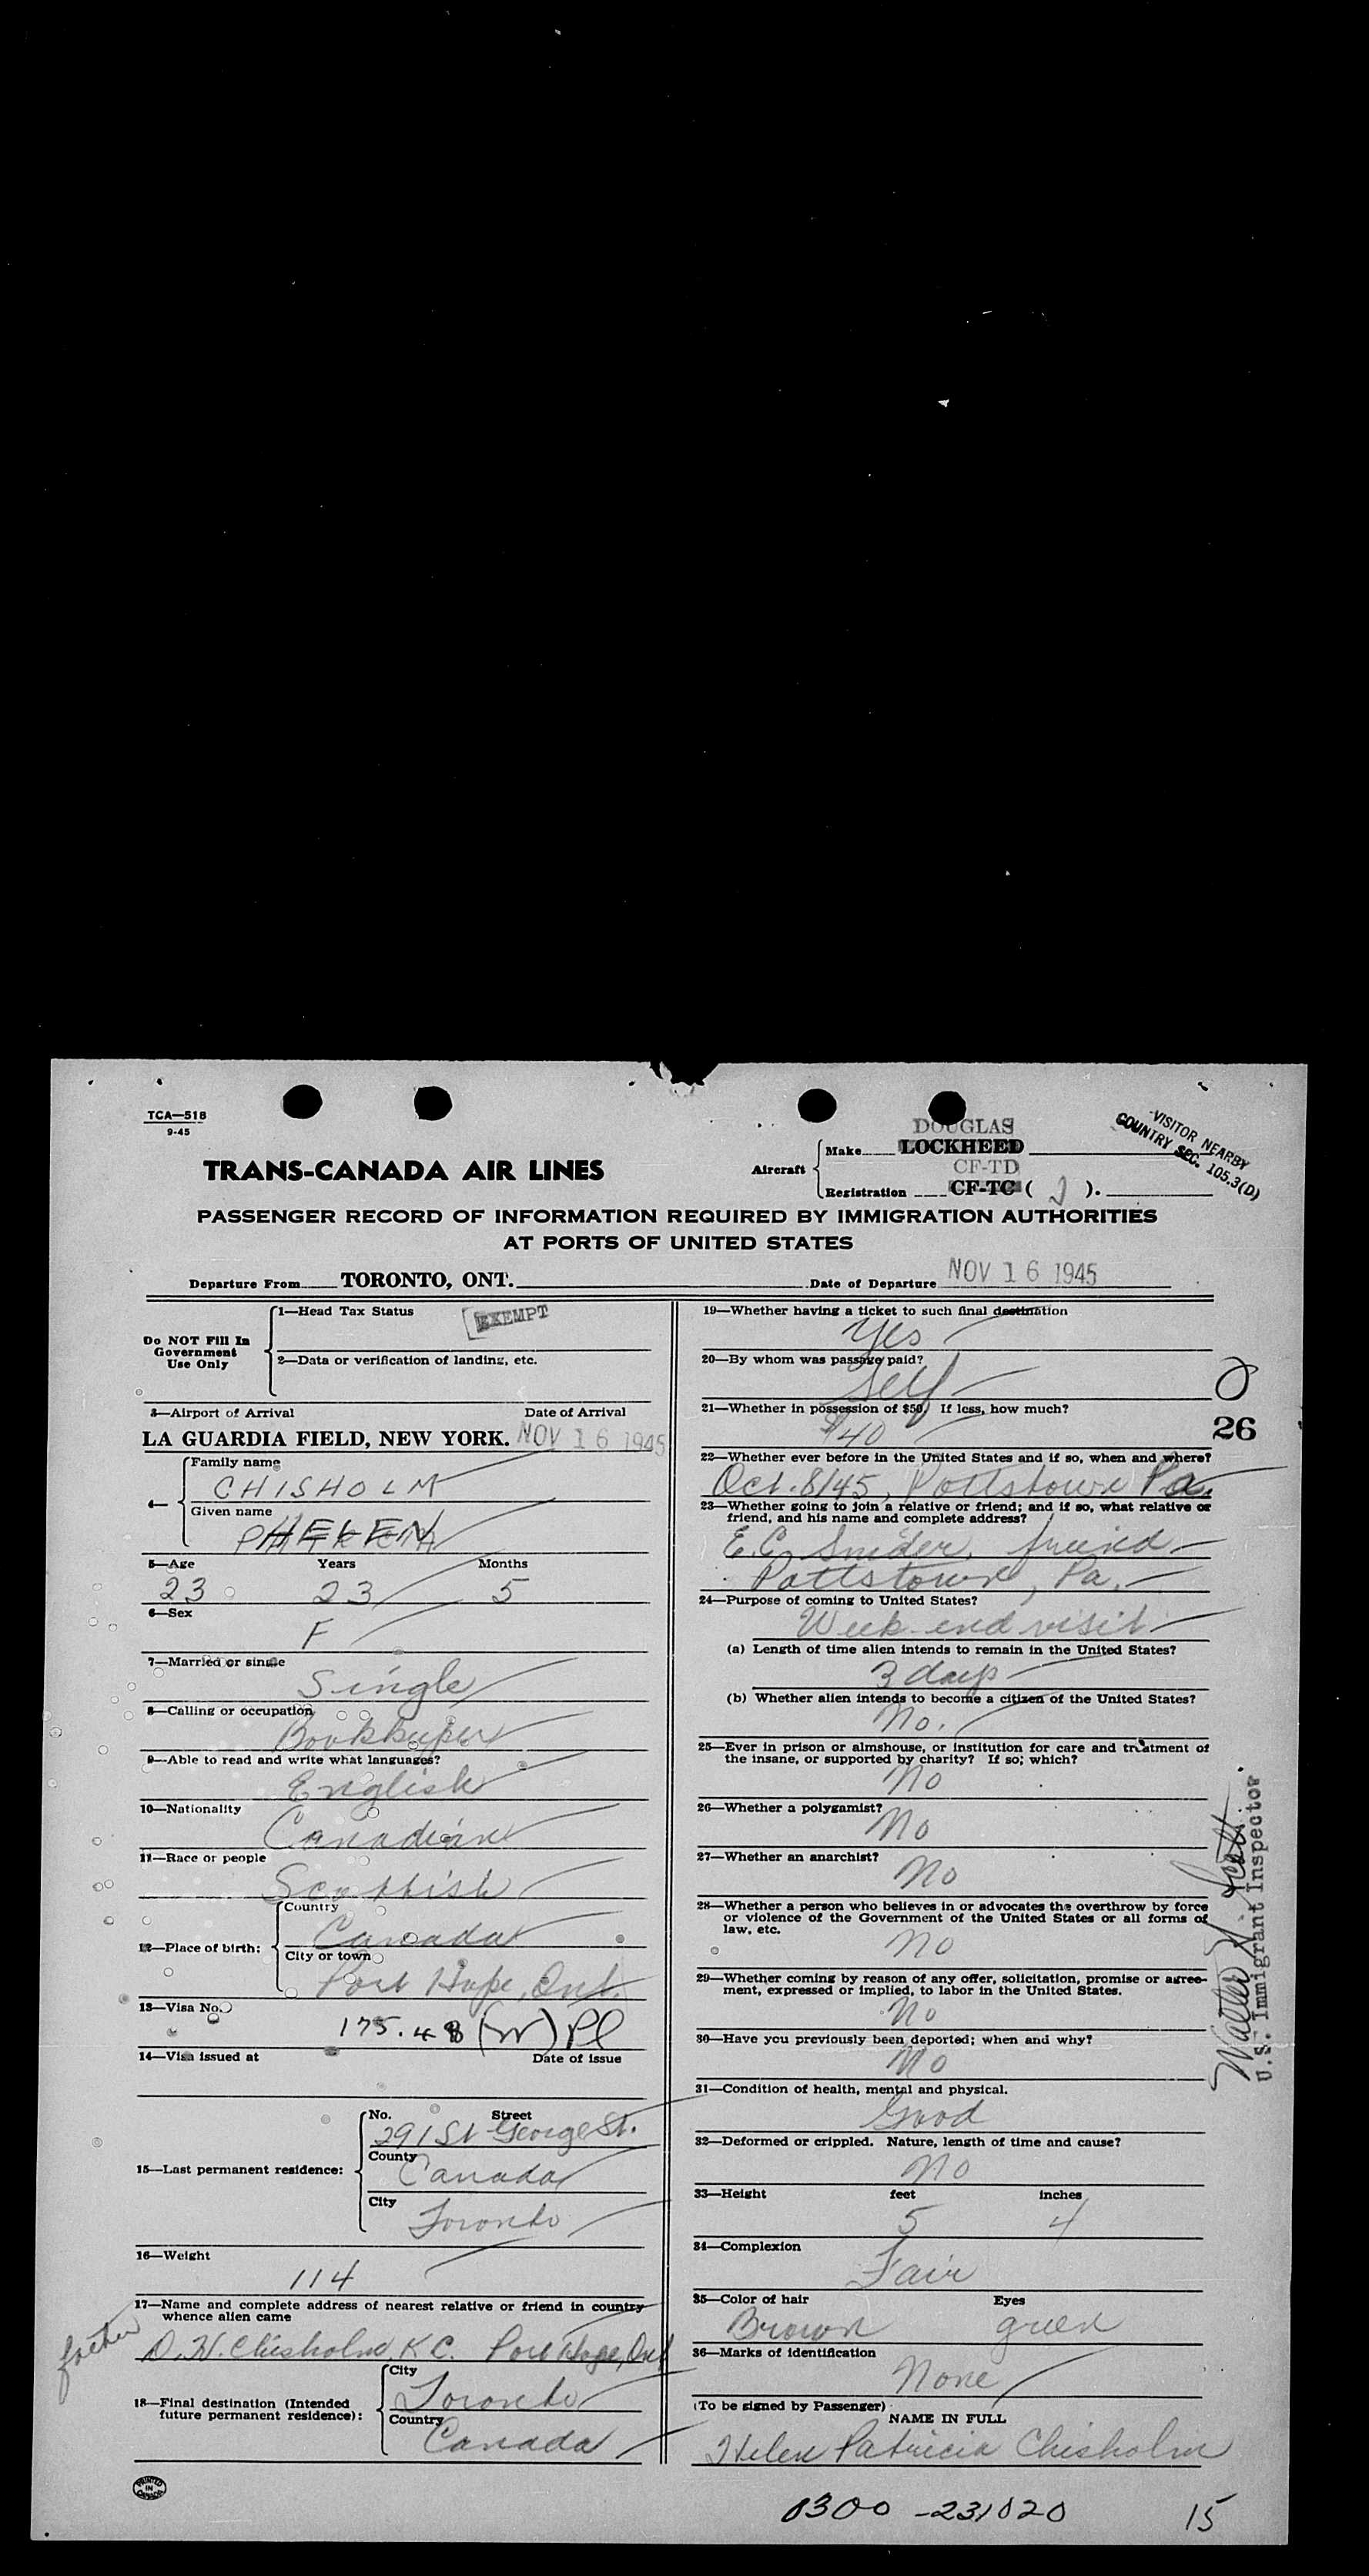 TCA—518
9-45
TRANS-CANADA AIR LINES
Aircraft
Make
DOUGLAS
LOCKHEED
CF-TD
Registration CF-TC ( ).
VISITOR NEARBY
COUNTRY SEC. 105.3(D)
PASSENGER RECORD OF INFORMATION REQUIRED BY IMMIGRATION AUTHORITIES
AT PORTS OF UNITED STATES
Departure From TORONTO, ONT. Date of Departure NOV 16 1945
Do NOT Fill In
Government
Use Only
1—Head Tax Status
EXEMPT
2—Data or verification of landing, etc.
3—Airport of Arrival Date of Arrival
LA GUARDIA FIELD, NEW YORK. NOV 16 1945
4—
Family name
CHISHOLM
Given name
HELEN
5—Age Years Months
23 23 5
6—Sex
F
7—Married or single
Single
8—Calling or occupation
Bookkeeper
9—Able to read and write what languages?
English
10—Nationality
Canadian
11—Race or people
Scottish
12—Place of birth:
Country
Canada
City or town
Port Hope, Ont.
13—Visa No.
175.48 (W) Pl
14—Visa issued at Date of issue
15—Last permanent residence:
No. Street
291 St George St.
County
Canada
City
Toronto
16—Weight
114
17—Name and complete address of nearest relative or friend in country
whence alien came
father D. H. Chisholm, K.C. Port Hope, Ont
18—Final destination (Intended
future permanent residence):
City
Toronto
Country
Canada
PRINTED
IN
CANADA
19—Whether having a ticket to such final destination
Yes
20—By whom was passage paid?
Self
21—Whether in possession of $50, If less, how much?
$40
26
22—Whether ever before in the United States and if so, when and where?
Oct. 8/45, Pottstown Pa.
23—Whether going to join a relative or friend; and if so, what relative or
friend, and his name and complete address?
E.C. Snider, friend
Pottstown, Pa.
24—Purpose of coming to United States?
Week-end visit
(a) Length of time alien intends to remain in the United States?
3 days
(b) Whether alien intends to become a citizen of the United States?
No.
25—Ever in prison or almshouse, or institution for care and treatment of
the insane, or supported by charity? If so; which?
No
26—Whether a polygamist?
No
27—Whether an anarchist?
No
28—Whether a person who believes in or advocates the overthrow by force
or violence of the Government of the United States or all forms of
law, etc.
No
29—Whether coming by reason of any offer, solicitation, promise or agree-
ment, expressed or implied, to labor in the United States.
No
30—Have you previously been deported; when and why?
No
31—Condition of health, mental and physical.
Good
32—Deformed or crippled. Nature, length of time and cause?
No
33—Height feet inches
5 4
34—Complexion
Fair
35—Color of hair Eyes
Brown green
36—Marks of identification
None
(To be signed by Passenger)
NAME IN FULL
Helen Patricia Chisholm
Walter Scott
U.S. Immigrant Inspector
0300 -231020
15